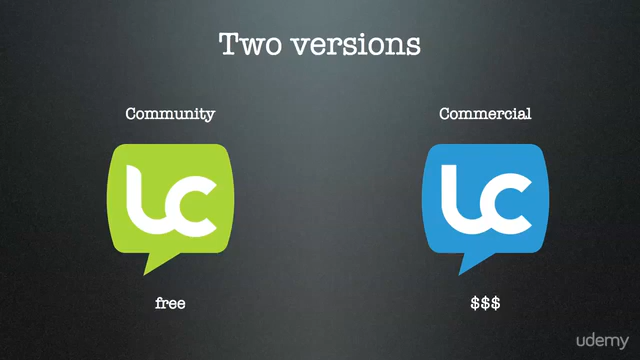 Two versions
Community
Commercial
LC
LC
free
$$$
udemy